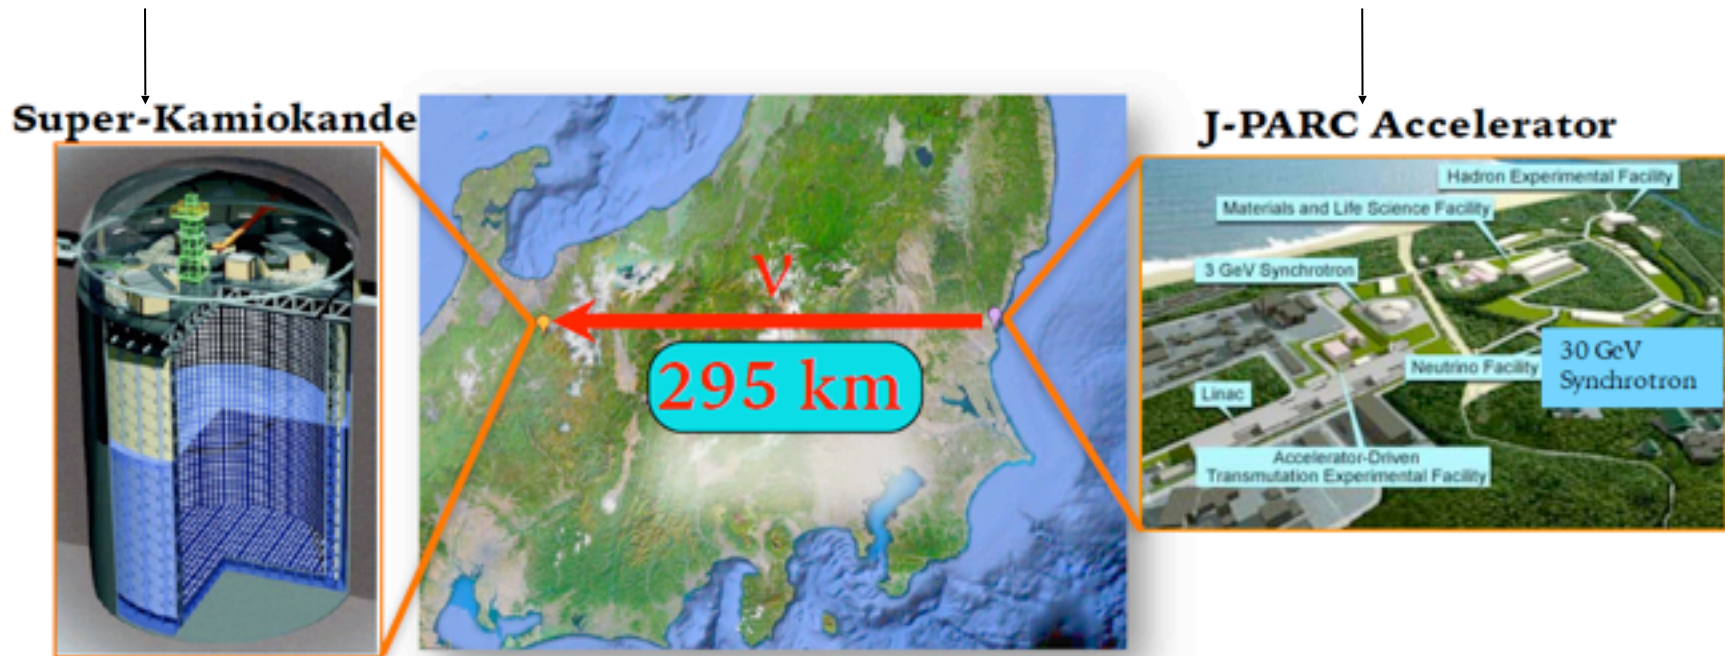 Super-Kamiokande
J-PARC Accelerator
Hadron Experimental Facility
Materials and Life Science Facility
3 GeV Synchrotron
ν
295 km
30 GeV
Synchrotron
Neutrino Facility
Linac
Accelerator-Driven
Transmutation Experimental Facility